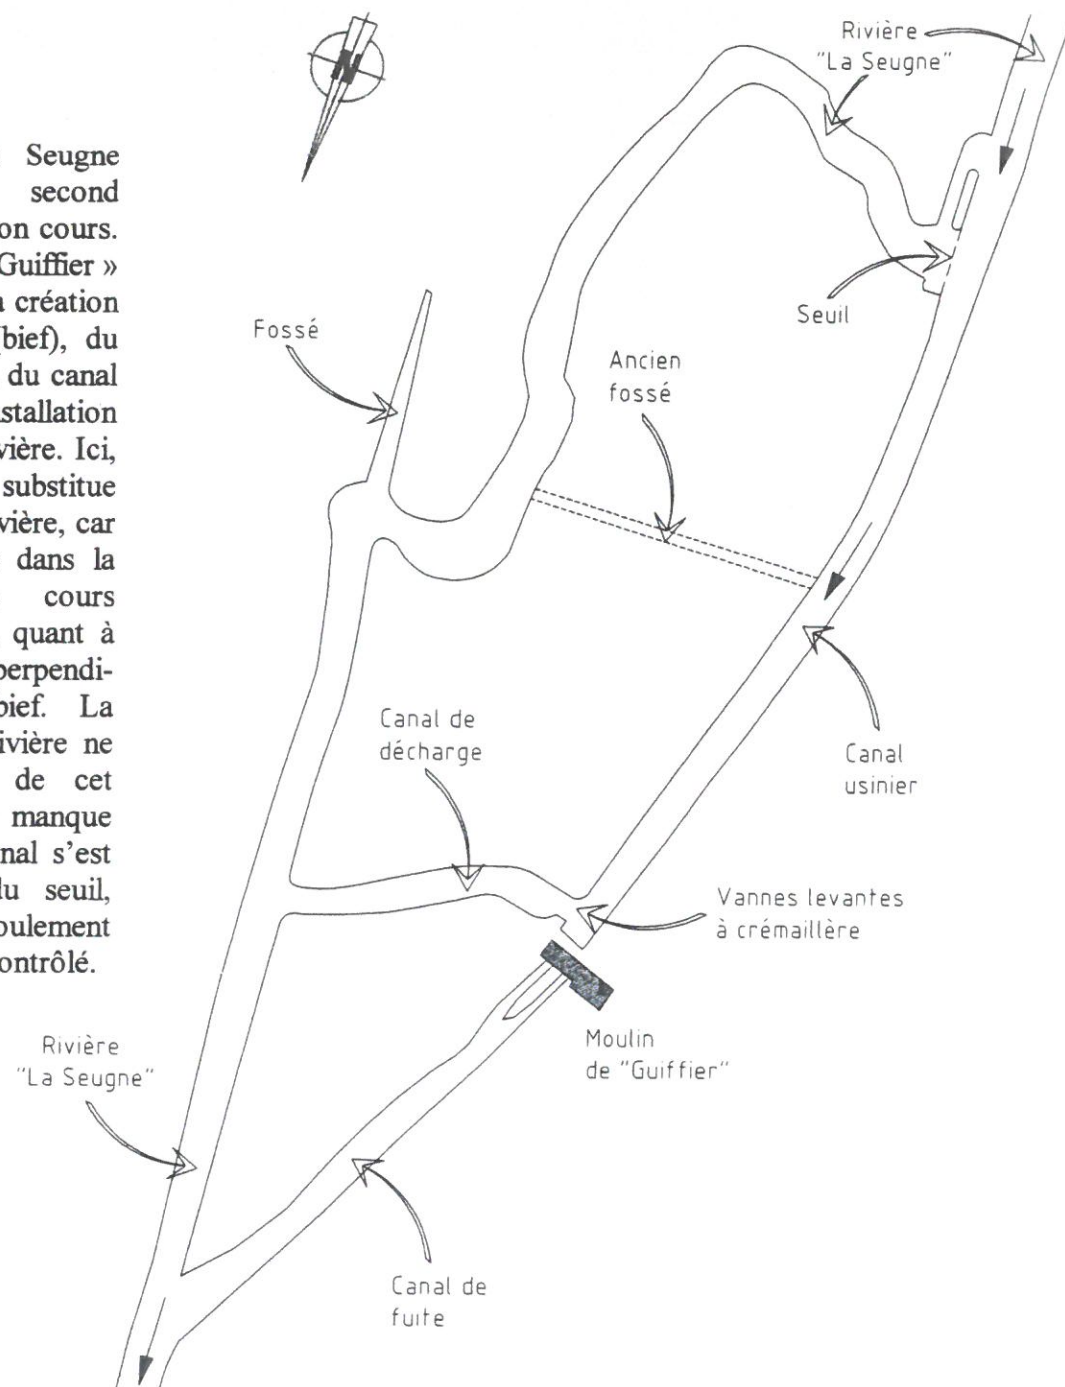 Seugne
second
on cours.
Guiffier »
a création
bief), du
du canal
stallation
vière. Ici,
substitue
vière, car
dans la
cours
quant à
perpendi-
bief. La
ivière ne
de cet
manque
nal s'est
du seuil,
oulement
ontrôlé.
N
Rivière
"La Seugne"
Seuil
Fossé
Ancien
fossé
Canal
usinier
Canal de
décharge
Vannes levantes
à crémaillère
Moulin
de "Guiffier"
Rivière
"La Seugne"
Canal de
fuite